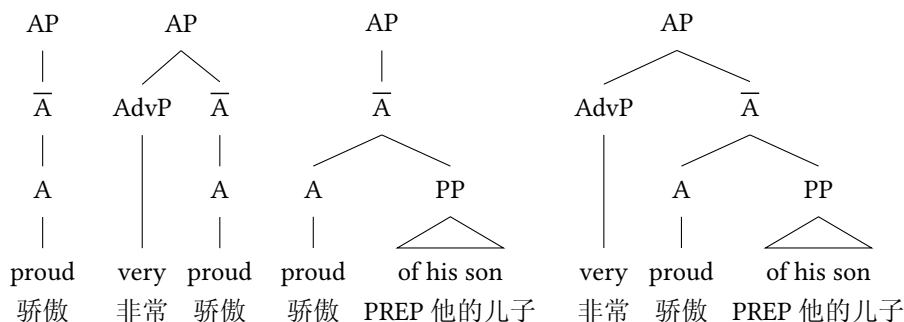 AP AP AP AP
A̅ AdvP A̅ A̅ AdvP A̅
A A A PP A PP
proud very proud proud of his son very proud of his son
骄傲 非常 骄傲 骄傲 PREP 他的儿子 非常 骄傲 PREP 他的儿子